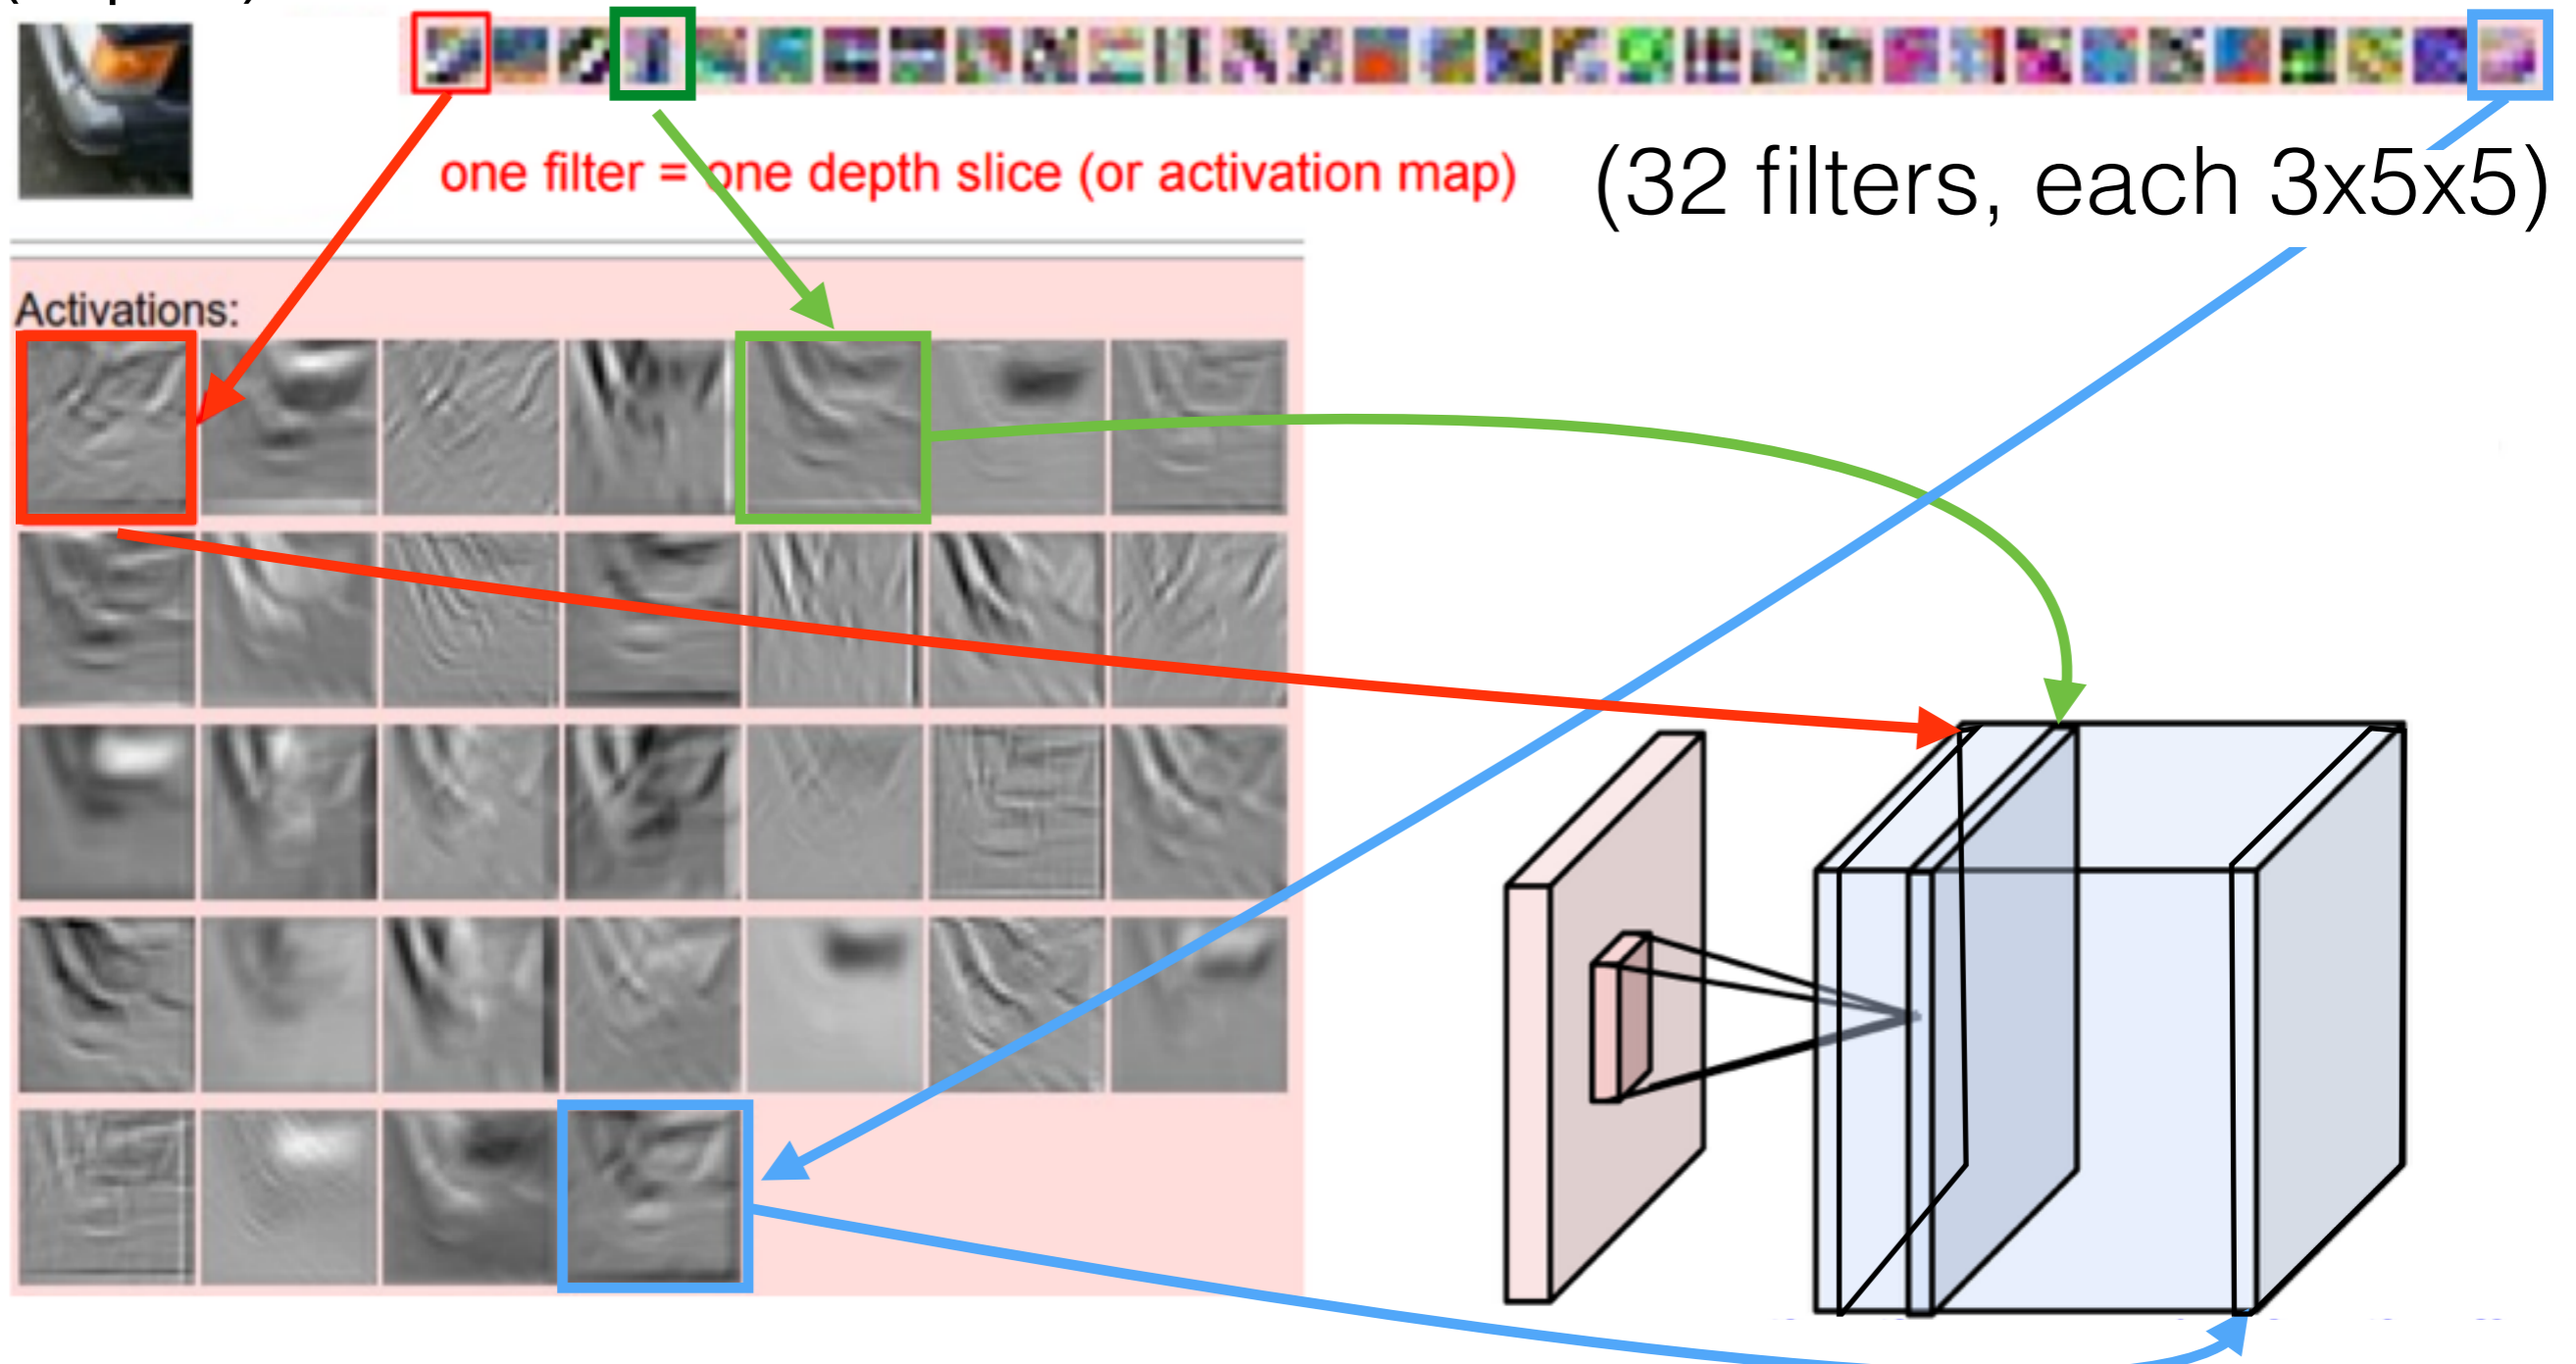 one filter = one depth slice (or activation map)
(32 filters, each 3x5x5)
Activations: